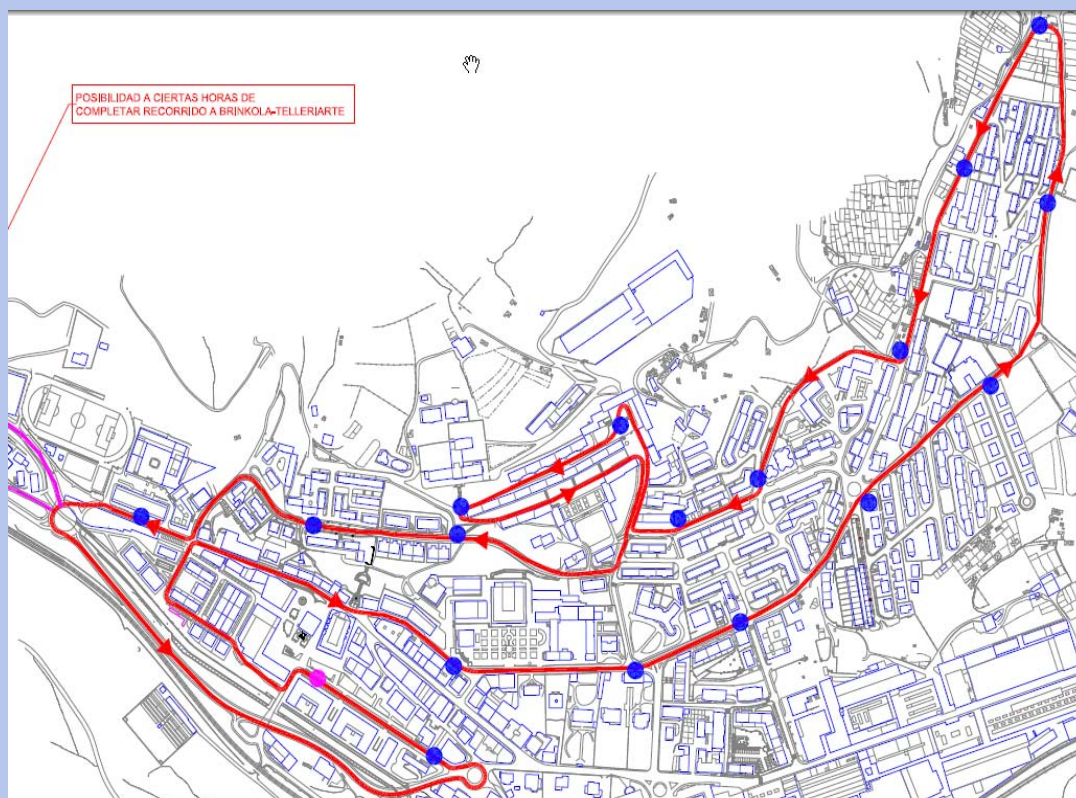 POSIBILIDAD A CIERTAS HORAS DE
COMPLETAR RECORRIDO A BRINKOLA-TELLERIARTE